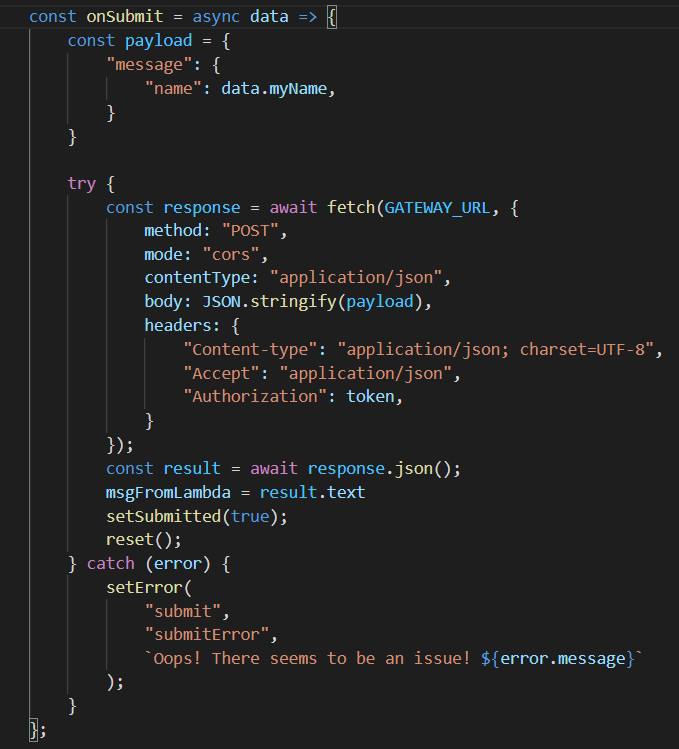 const onSubmit = async data => {
    const payload = {
        "message": {
            "name": data.myName,
        }
    }

    try {
        const response = await fetch(GATEWAY_URL, {
            method: "POST",
            mode: "cors",
            contentType: "application/json",
            body: JSON.stringify(payload),
            headers: {
                "Content-type": "application/json; charset=UTF-8",
                "Accept": "application/json",
                "Authorization": token,
            }
        });
        const result = await response.json();
        msgFromLambda = result.text
        setSubmitted(true);
        reset();
    } catch (error) {
        setError(
            "submit",
            "submitError",
            `Oops! There seems to be an issue! ${error.message}`
        );
    }
};